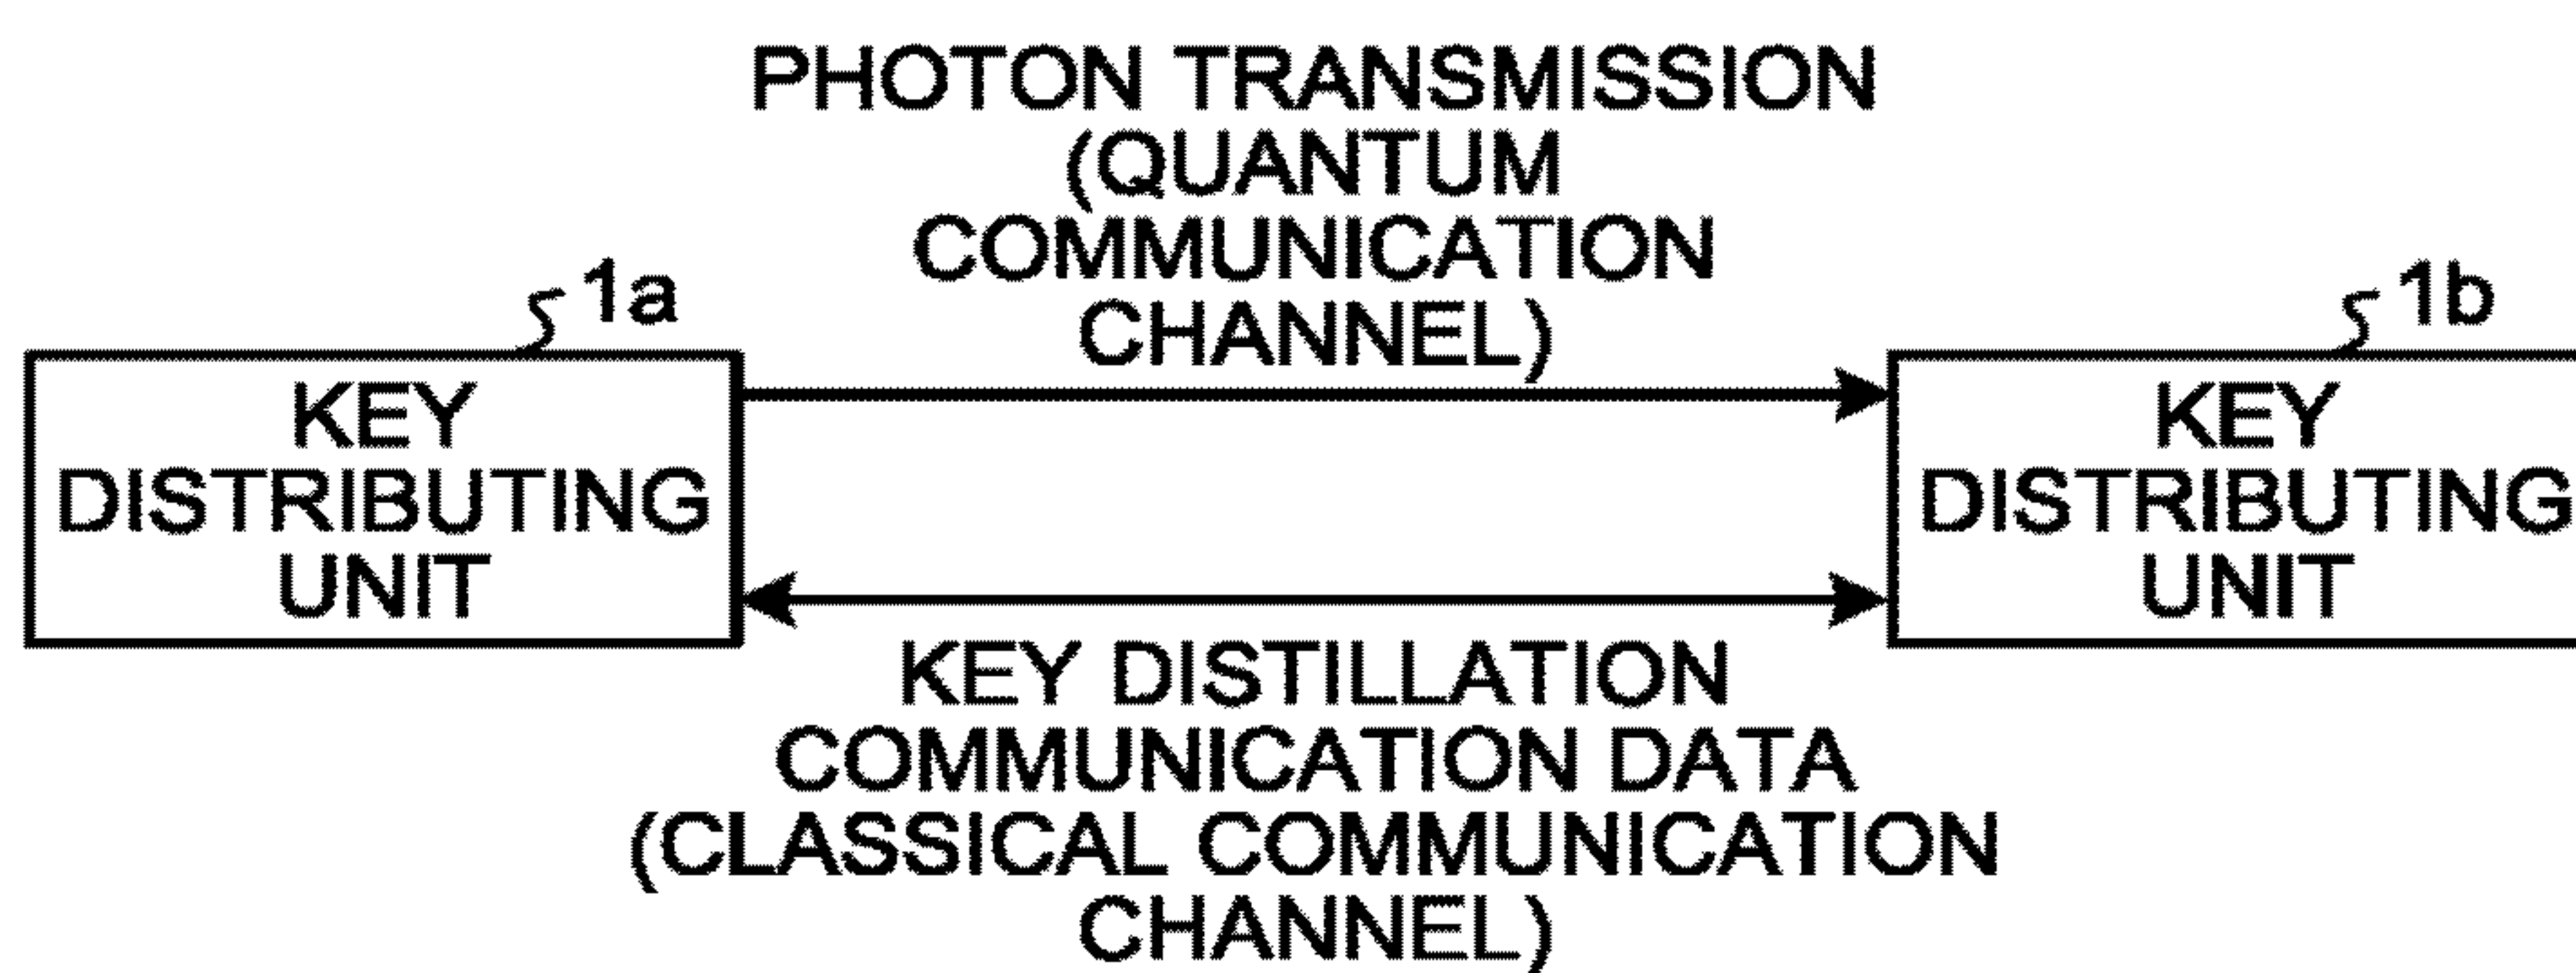 PHOTON TRANSMISSION
(QUANTUM
COMMUNICATION
CHANNEL)
1a
1b
KEY
DISTRIBUTING
UNIT
KEY
DISTRIBUTING
UNIT
KEY DISTILLATION
COMMUNICATION DATA
(CLASSICAL COMMUNICATION
CHANNEL)